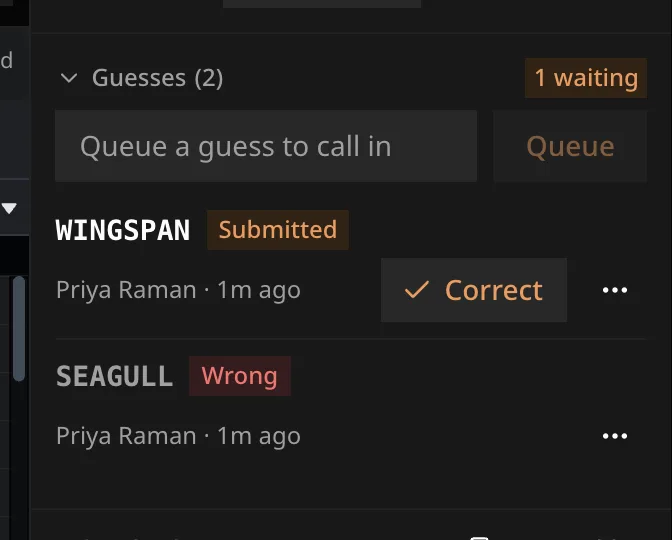 d
Guesses (2)
1 waiting
Queue a guess to call in
Queue
WINGSPAN
Submitted
Priya Raman · 1m ago
Correct
SEAGULL
Wrong
Priya Raman · 1m ago